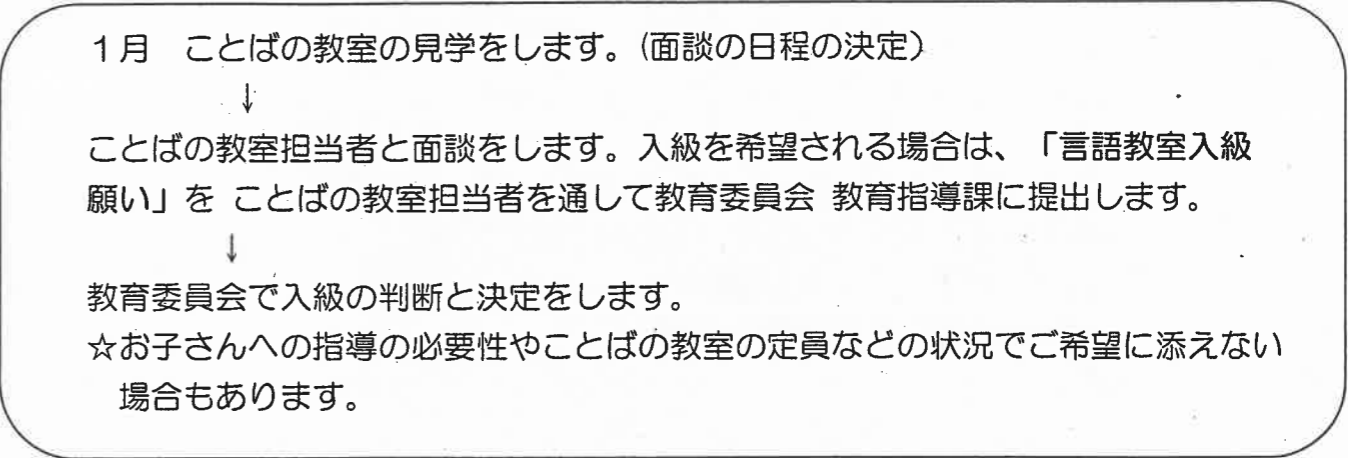 1月　ことばの教室の見学をします。(面談の日程の決定)
↓
ことばの教室担当者と面談をします。入級を希望される場合は、「言語教室入級
願い」を ことばの教室担当者を通して教育委員会 教育指導課に提出します。
↓
教育委員会で入級の判断と決定をします。
☆お子さんへの指導の必要性やことばの教室の定員などの状況でご希望に添えない
場合もあります。